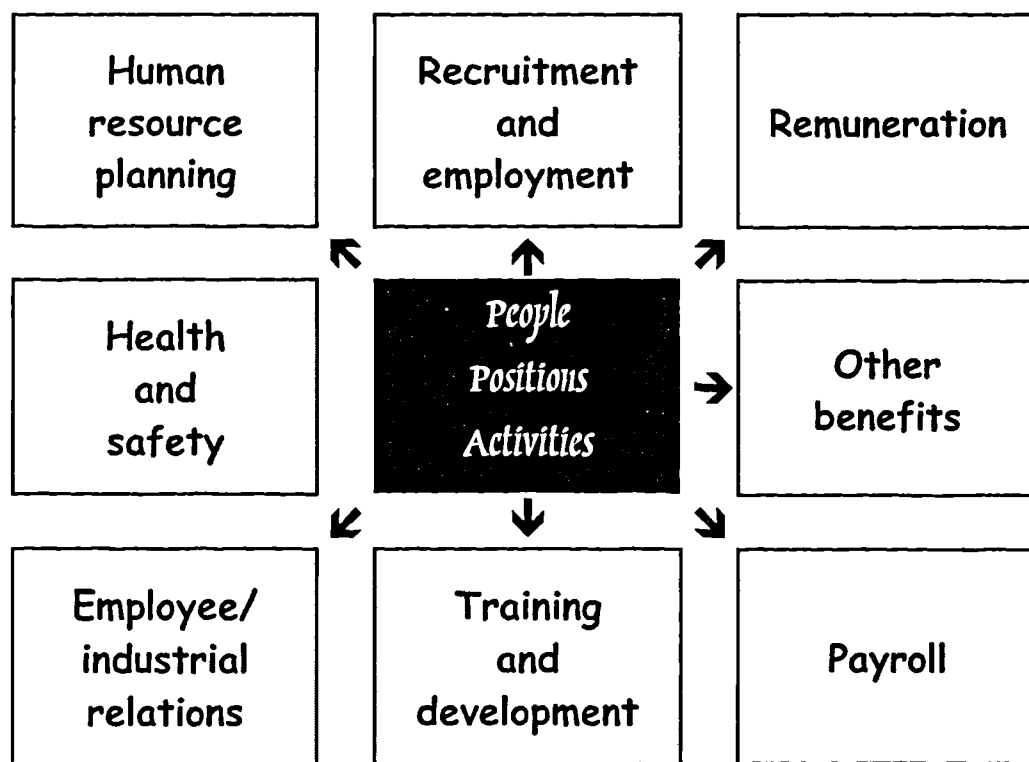 Human
resource
planning
Recruitment
and
employment
Remuneration
Health
and
safety
People
Positions
Activities
Other
benefits
Employee/
industrial
relations
Training
and
development
Payroll